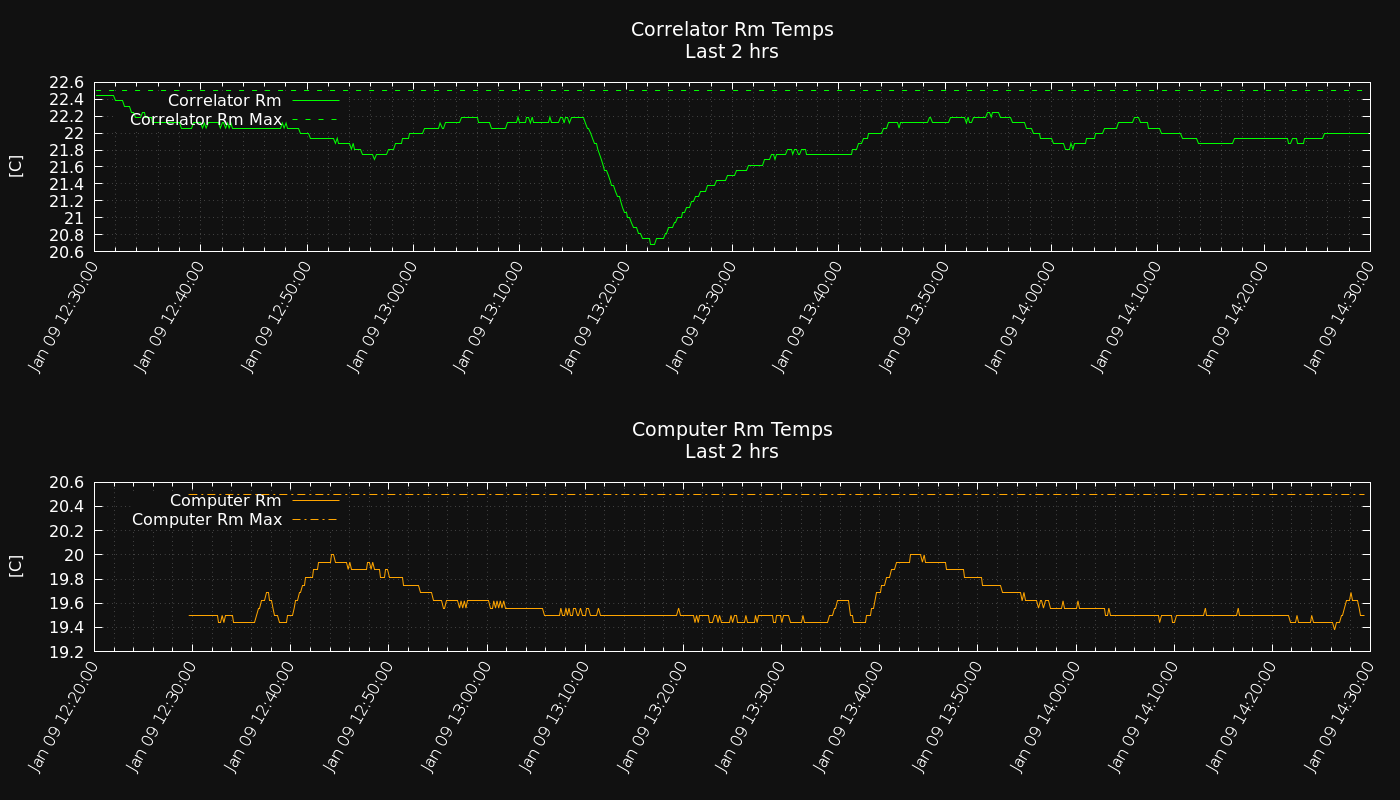 Correlator Rm Temps
Last 2 hrs
22.6
22.4
22.2
22
21.8
21.6
21.4
21.2
21
20.8
20.6
[C]
Correlator Rm
Correlator Rm Max
Jan 09 12:30:00
Jan 09 12:40:00
Jan 09 12:50:00
Jan 09 13:00:00
Jan 09 13:10:00
Jan 09 13:20:00
Jan 09 13:30:00
Jan 09 13:40:00
Jan 09 13:50:00
Jan 09 14:00:00
Jan 09 14:10:00
Jan 09 14:20:00
Jan 09 14:30:00
Computer Rm Temps
Last 2 hrs
20.6
20.4
20.2
20
19.8
19.6
19.4
19.2
[C]
Computer Rm
Computer Rm Max
Jan 09 12:20:00
Jan 09 12:30:00
Jan 09 12:40:00
Jan 09 12:50:00
Jan 09 13:00:00
Jan 09 13:10:00
Jan 09 13:20:00
Jan 09 13:30:00
Jan 09 13:40:00
Jan 09 13:50:00
Jan 09 14:00:00
Jan 09 14:10:00
Jan 09 14:20:00
Jan 09 14:30:00